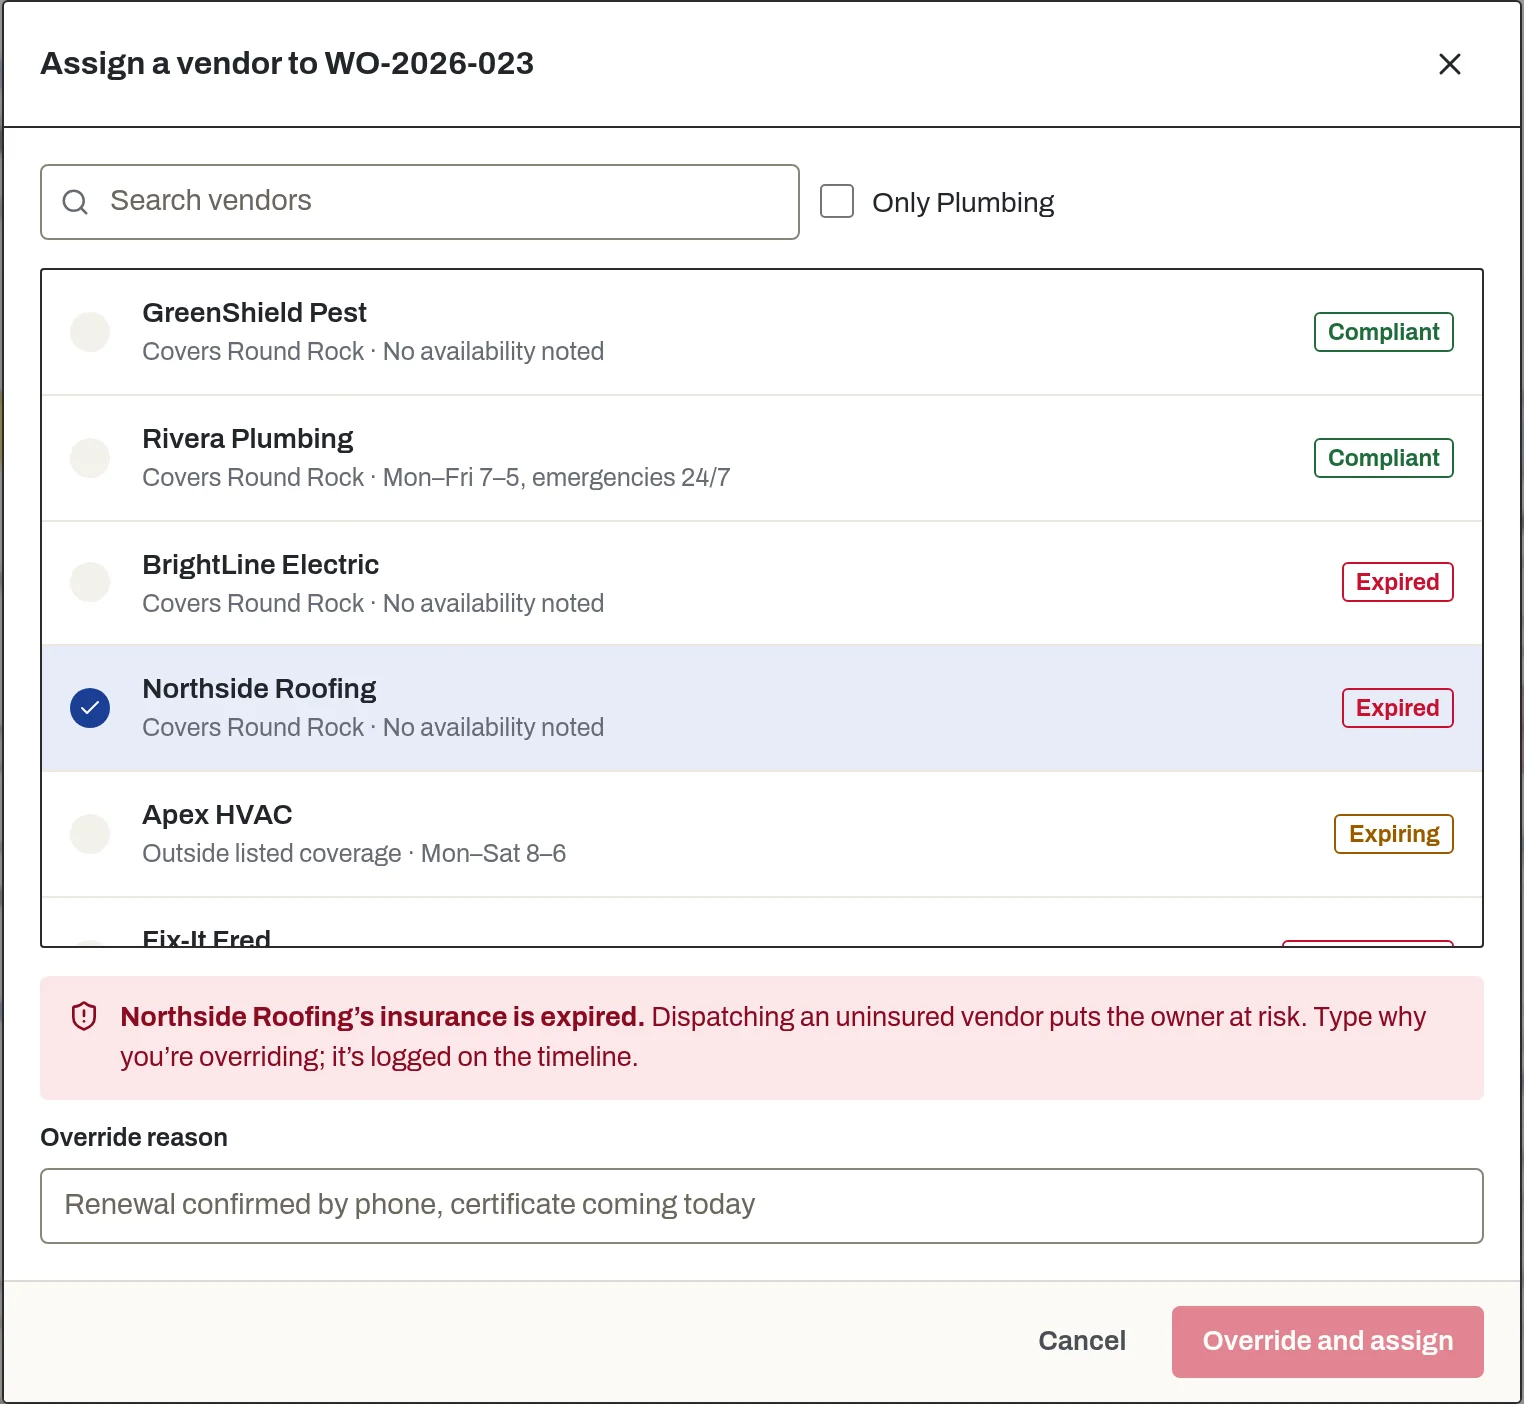 Assign a vendor to WO-2026-023
Search vendors
Only Plumbing
GreenShield Pest
Covers Round Rock · No availability noted
Compliant
Rivera Plumbing
Covers Round Rock · Mon–Fri 7–5, emergencies 24/7
Compliant
BrightLine Electric
Covers Round Rock · No availability noted
Expired
Northside Roofing
Covers Round Rock · No availability noted
Expired
Apex HVAC
Outside listed coverage · Mon–Sat 8–6
Expiring
Fix-It Fred
Northside Roofing’s insurance is expired. Dispatching an uninsured vendor puts the owner at risk. Type why
you’re overriding; it’s logged on the timeline.
Override reason
Renewal confirmed by phone, certificate coming today
Cancel
Override and assign